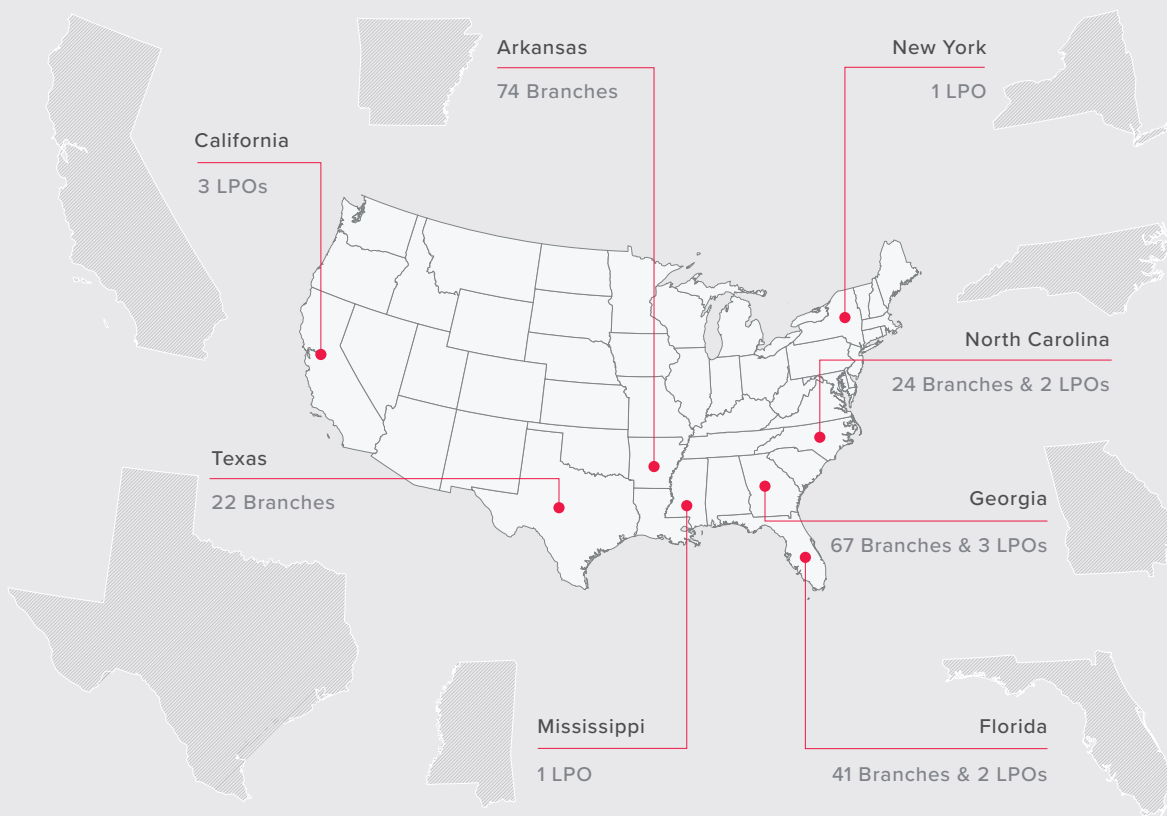 Arkansas
74 Branches
New York
1 LPO
California
3 LPOs
North Carolina
24 Branches & 2 LPOs
Texas
22 Branches
Georgia
67 Branches & 3 LPOs
Mississippi
1 LPO
Florida
41 Branches & 2 LPOs